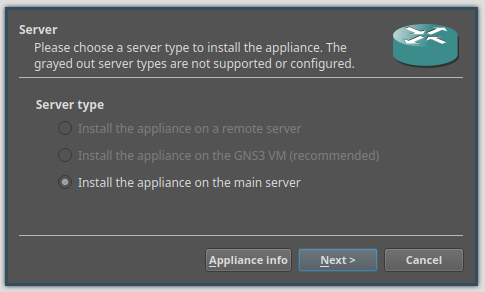 Server
Please choose a server type to install the appliance. The
grayed out server types are not supported or configured.
Server type
Install the appliance on a remote server
Install the appliance on the GNS3 VM (recommended)
Install the appliance on the main server
Appliance info
Next >
Cancel